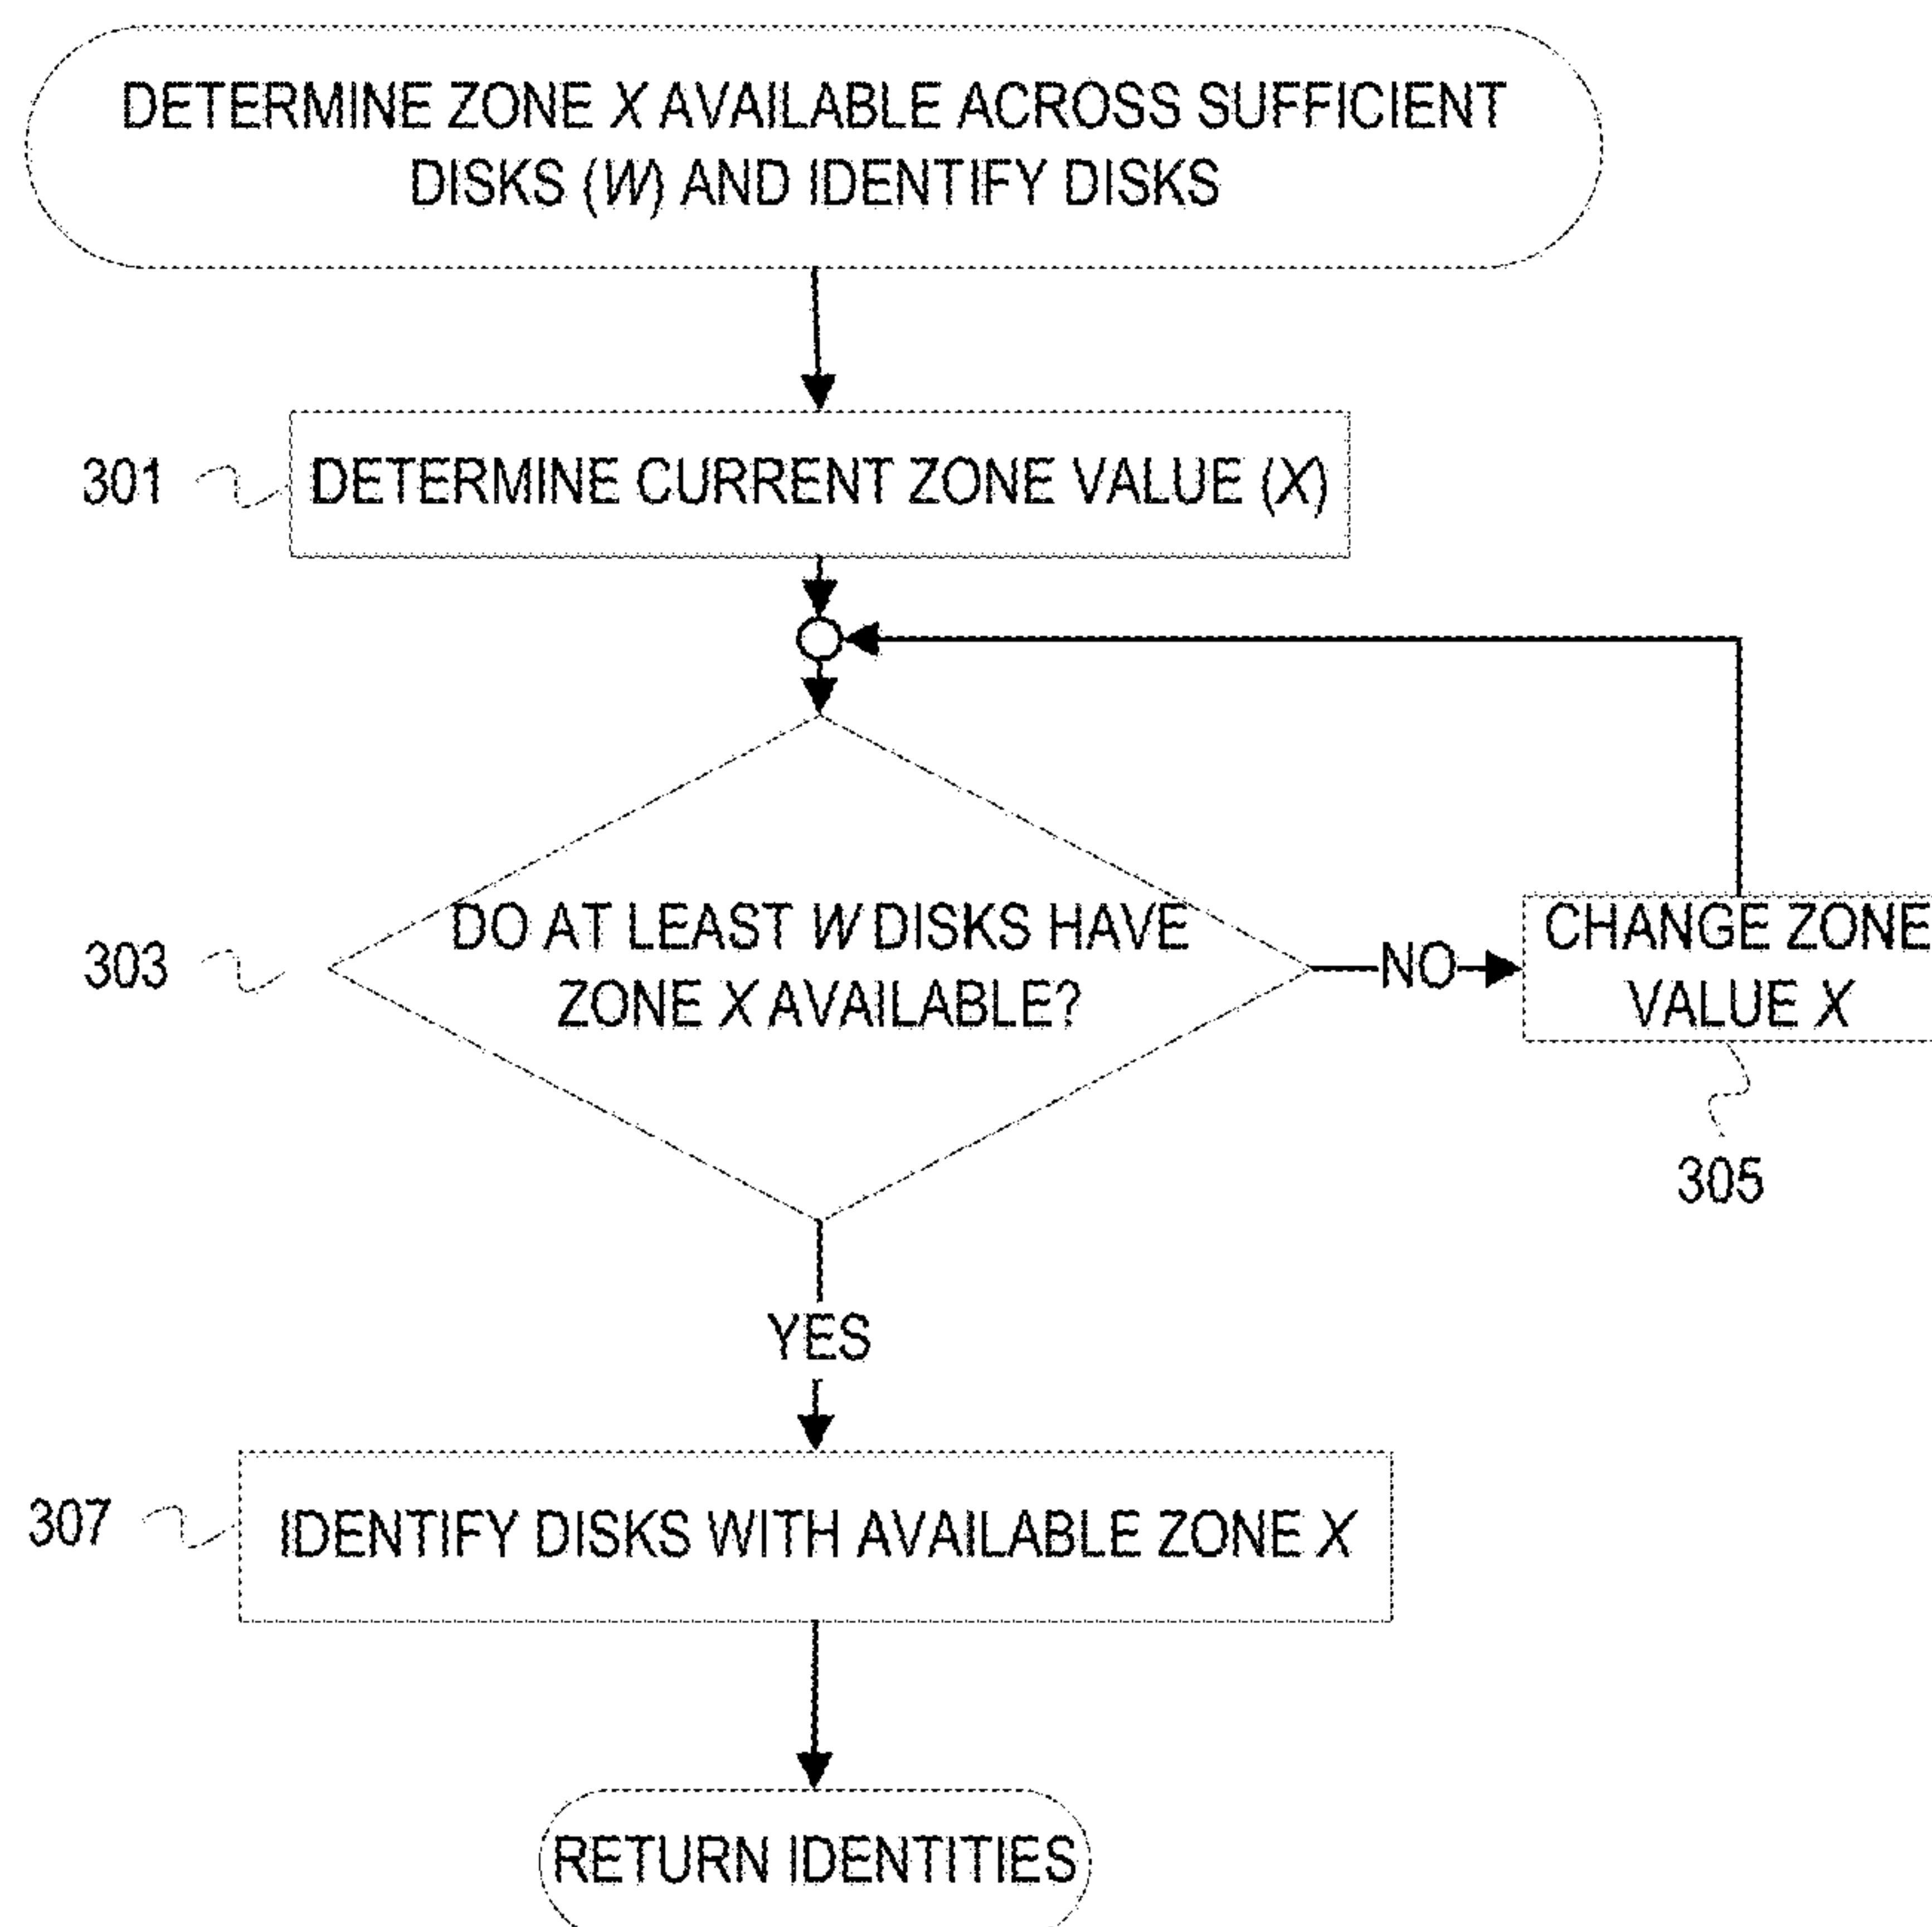 DETERMINE ZONE X AVAILABLE ACROSS SUFFICIENT
DISKS (W) AND IDENTIFY DISKS
301
DETERMINE CURRENT ZONE VALUE (X)
303
DO AT LEAST W DISKS HAVE
ZONE X AVAILABLE?
NO
CHANGE ZONE
VALUE X
305
YES
307
IDENTIFY DISKS WITH AVAILABLE ZONE X
RETURN IDENTITIES